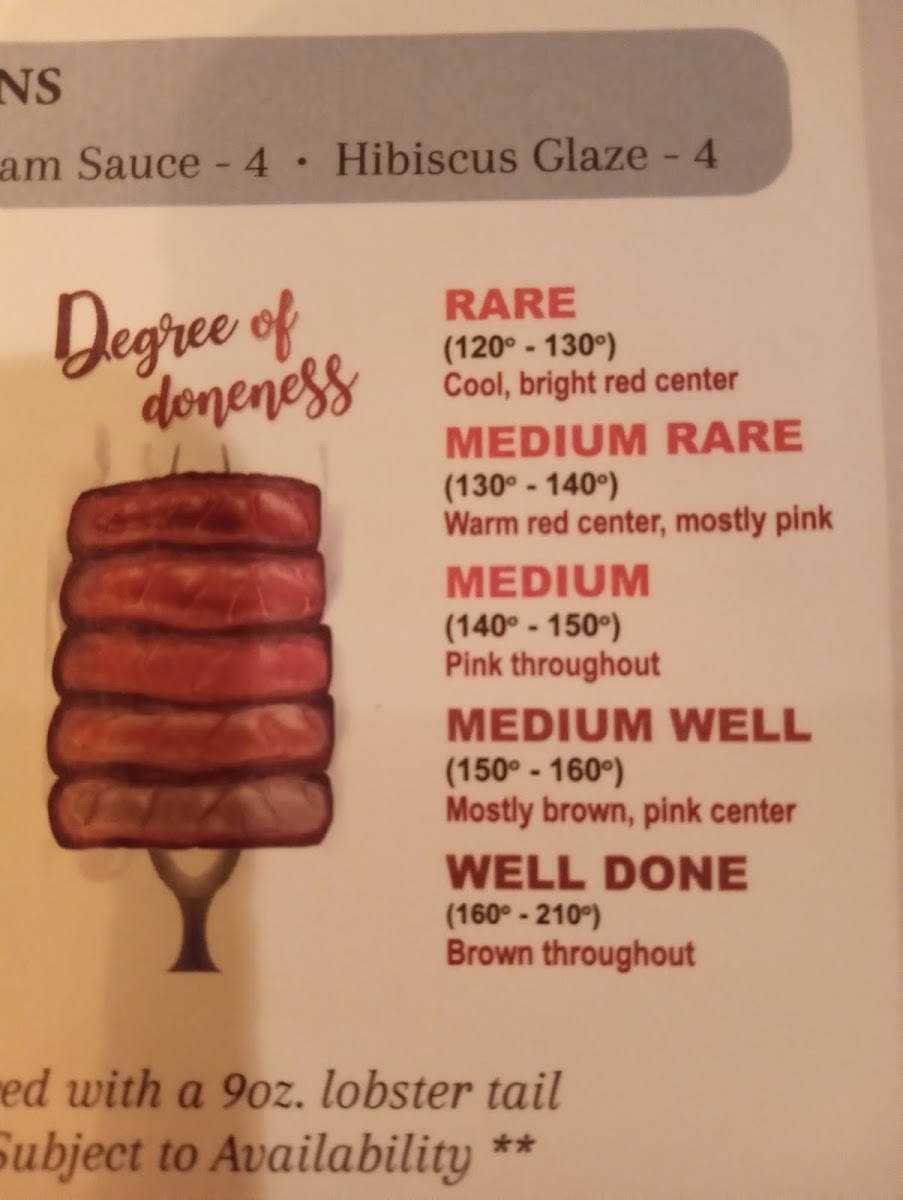 NS
am Sauce - 4 • Hibiscus Glaze - 4
Degree of
doneness
RARE
(120° - 130°)
Cool, bright red center
MEDIUM RARE
(130° - 140°)
Warm red center, mostly pink
MEDIUM
(140° - 150°)
Pink throughout
MEDIUM WELL
(150° - 160°)
Mostly brown, pink center
WELL DONE
(160° - 210°)
Brown throughout
ed with a 9oz. lobster tail
Subject to Availability **